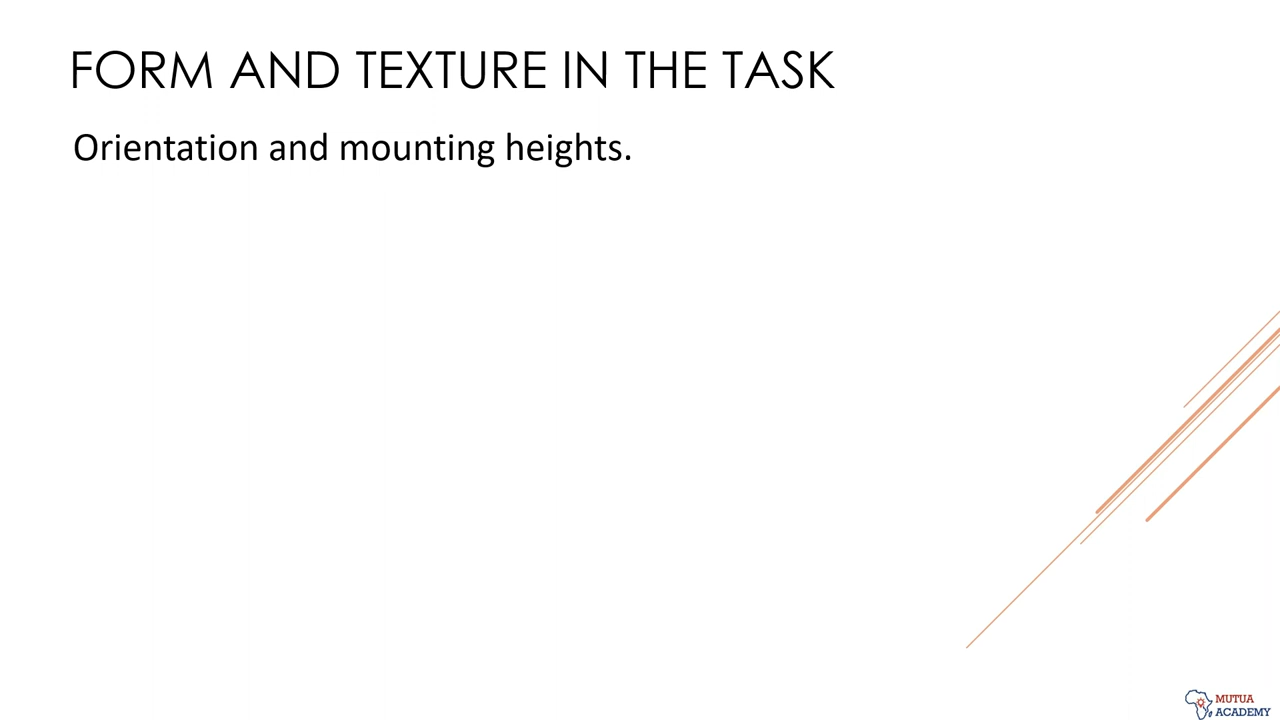 FORM AND TEXTURE IN THE TASK
Orientation and mounting heights.
MUTUA
ACADEMY